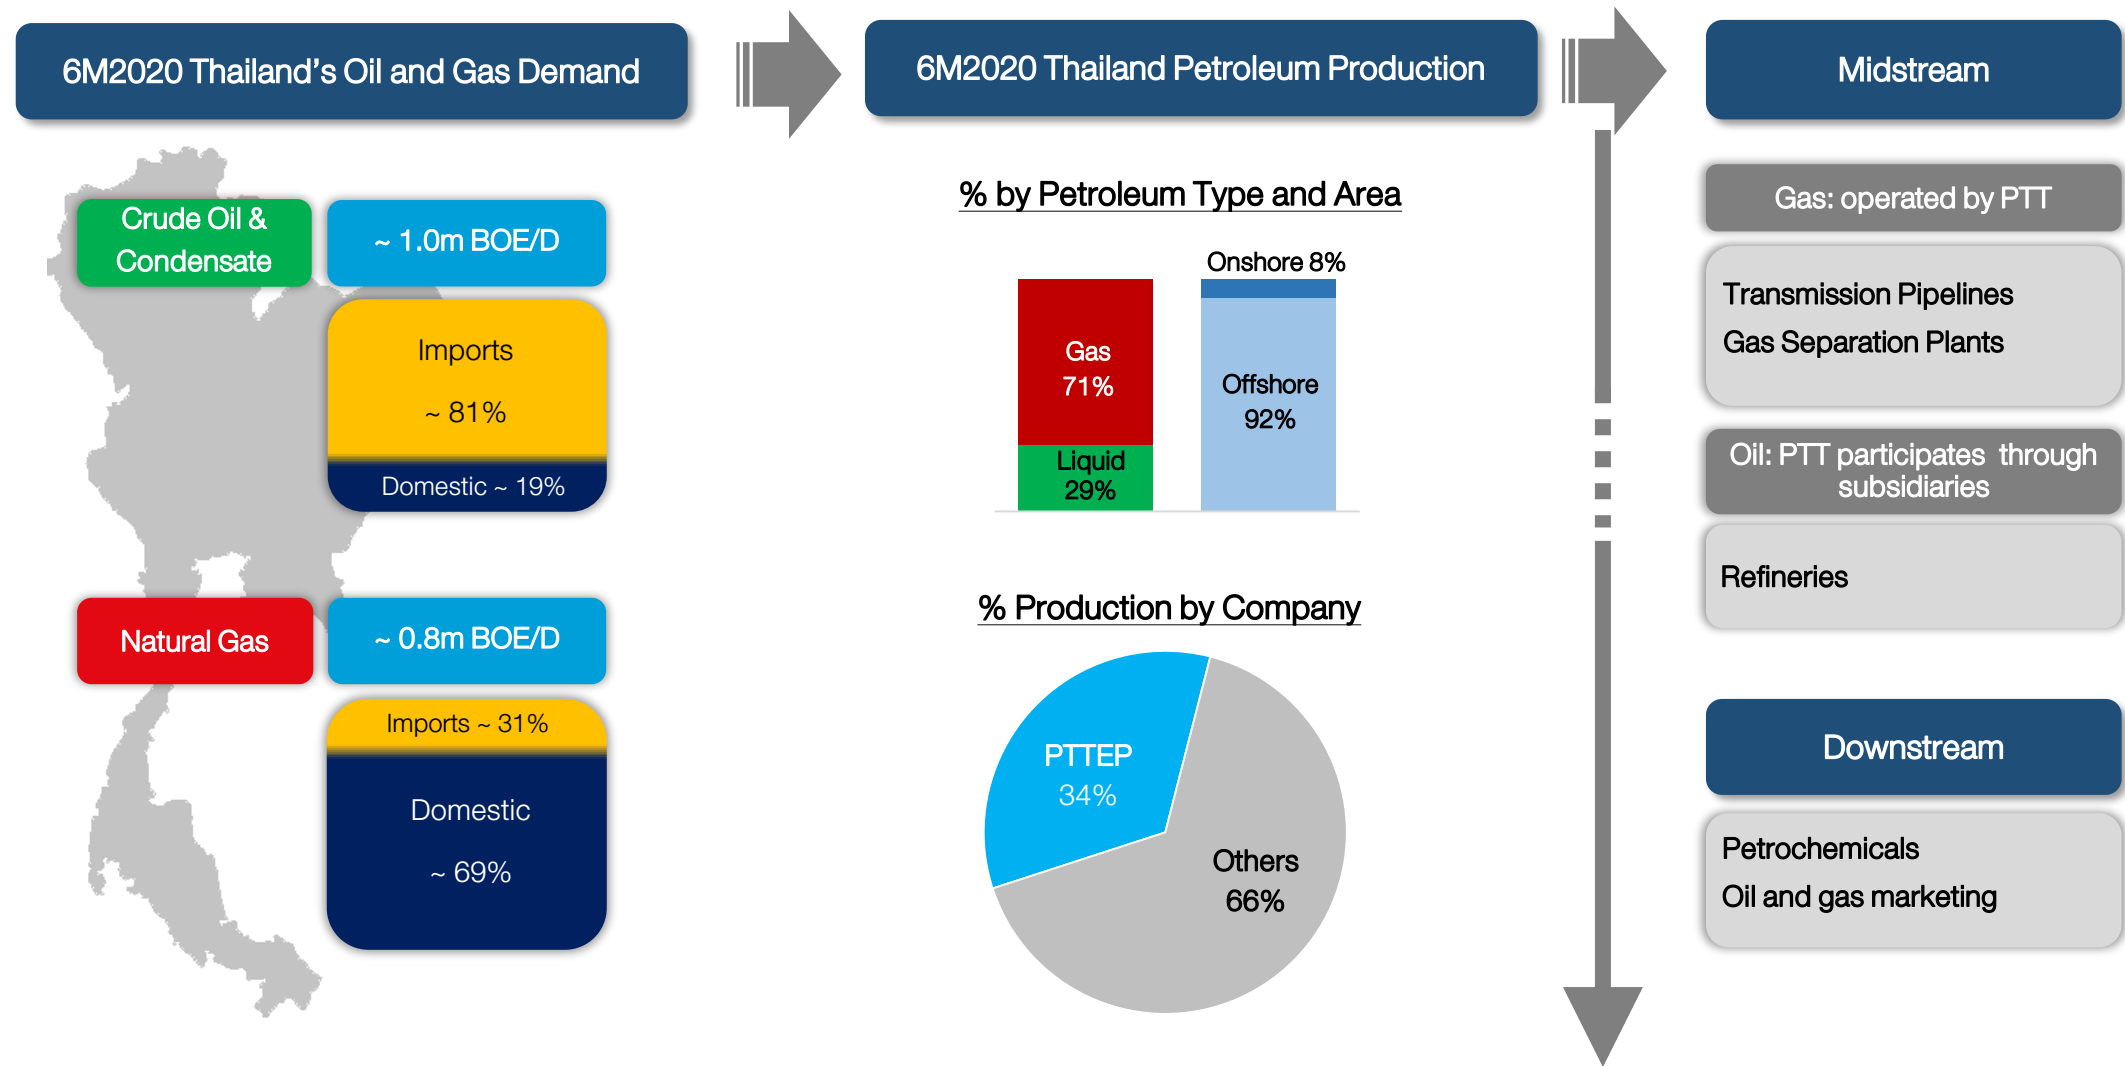 6M2020 Thailand's Oil and Gas Demand
Crude Oil &
Condensate
~ 1.0m BOE/D
Imports
~ 81%
Domestic ~ 19%
Natural Gas
~ 0.8m BOE/D
Imports ~ 31%
Domestic
~ 69%
6M2020 Thailand Petroleum Production
% by Petroleum Type and Area
Gas
71%
Liquid
29%
Onshore 8%
Offshore
92%
% Production by Company
PTTEP
34%
Others
66%
Midstream
Gas: operated by PTT
Transmission Pipelines
Gas Separation Plants
Oil: PTT participates  through
subsidiaries
Refineries
Downstream
Petrochemicals
Oil and gas marketing